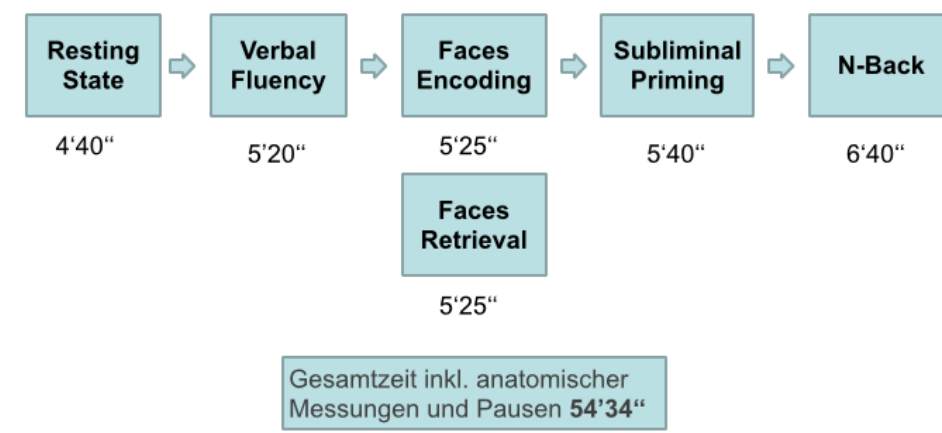 Resting
State
Verbal
Fluency
Faces
Encoding
Subliminal
Priming
N-Back
4‘40“
5’20“
5‘25“
5‘40“
6‘40“
Faces
Retrieval
5‘25“
Gesamtzeit inkl. anatomischer
Messungen und Pausen 54’34“